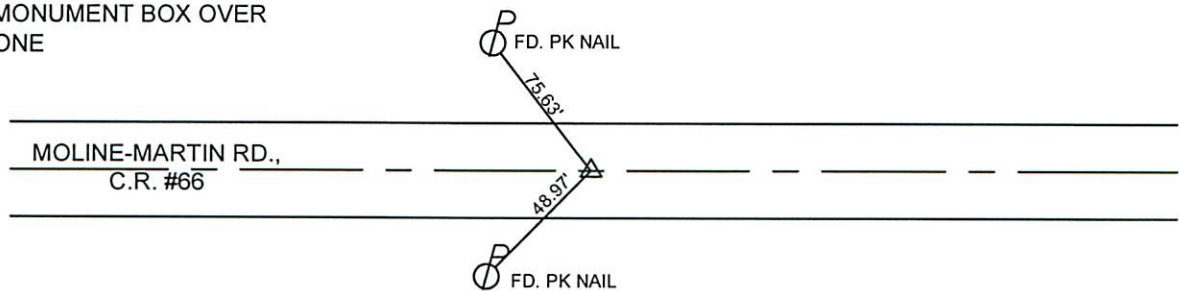 MONUMENT BOX OVER
ONE
P
FD. PK NAIL
75.63'
MOLINE-MARTIN RD.,
C.R. #66
48.97'
P
FD. PK NAIL